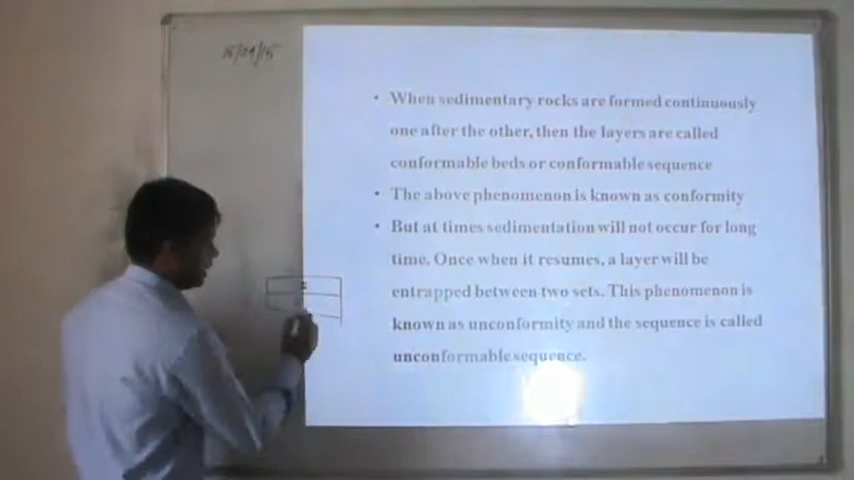 15/09/15
• When sedimentary rocks are formed continuously
one after the other, then the layers are called
conformable beds or conformable sequence
• The above phenomenon is known as conformity
• But at times sedimentation will not occur for long
time. Once when it resumes, a layer will be
entrapped between two sets. This phenomenon is
known as unconformity and the sequence is called
unconformable sequence.